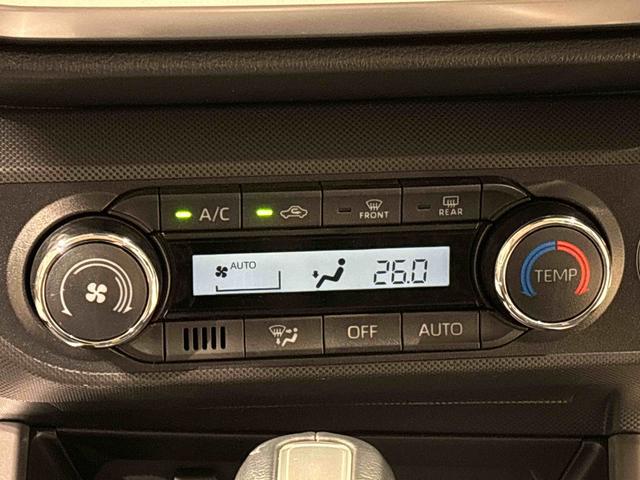 A/C
FRONT
REAR
AUTO
26.0
TEMP
OFF
AUTO